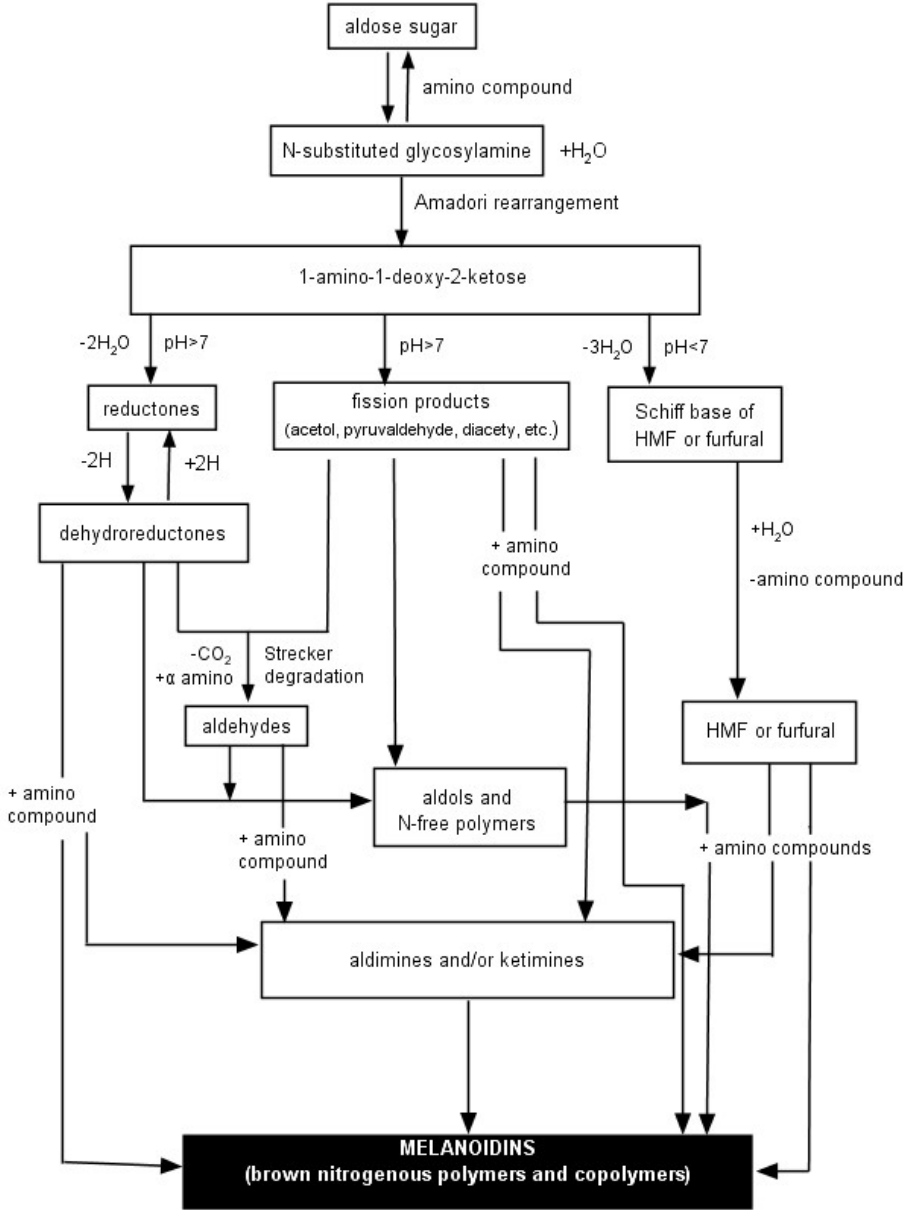 aldose sugar
amino compound
N-substituted glycosylamine
+H₂O
Amadori rearrangement
1-amino-1-deoxy-2-ketose
-2H₂O
pH>7
pH>7
-3H₂O
pH<7
reductones
fission products
(acetol, pyruvaldehyde, diacety, etc.)
Schiff base of
HMF or furfural
-2H
+2H
dehydroreductones
+ amino
compound
+H₂O
-amino compound
-CO₂
+α amino
Strecker
degradation
aldehydes
HMF or furfural
+ amino
compound
aldols and
N-free polymers
+ amino
compound
+ amino compounds
aldimines and/or ketimines
MELANOIDINS
(brown nitrogenous polymers and copolymers)